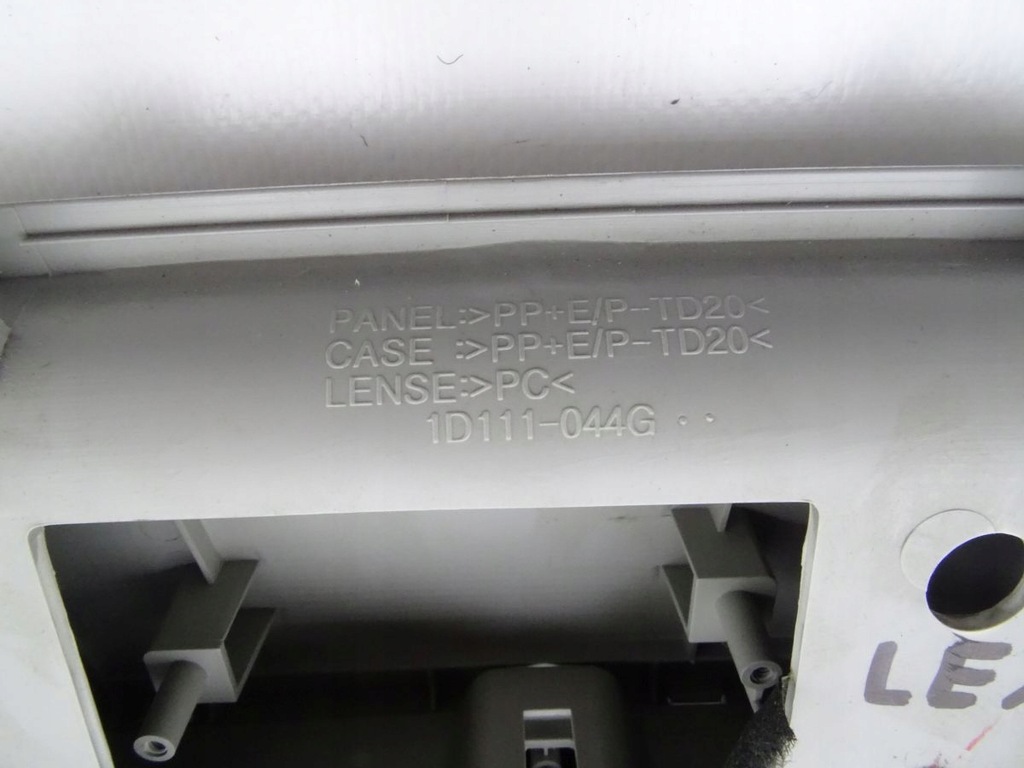 PANEL:>PP+E/P-TD20<
CASE :>PP+E/P-TD20<
LENSE:>PC<
1D111-044G ··